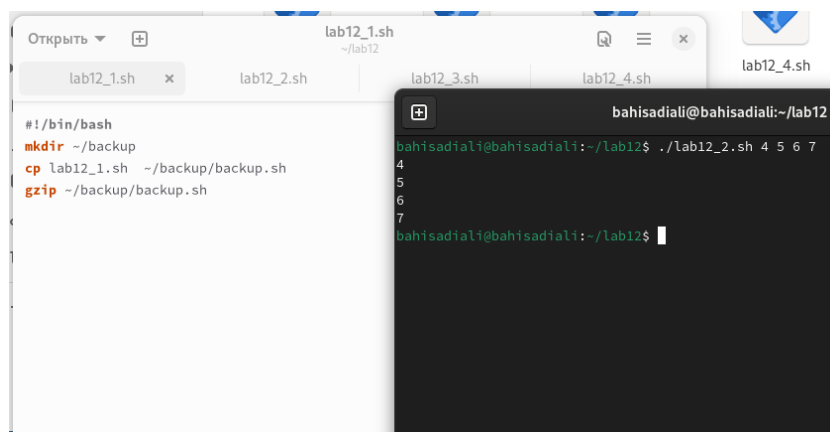 Открыть
lab12_1.sh
~/lab12
lab12_1.sh ×
lab12_2.sh
lab12_3.sh
lab12_4.sh
lab12_4.sh
#!/bin/bash
mkdir ~/backup
cp lab12_1.sh  ~/backup/backup.sh
gzip ~/backup/backup.sh
bahisadiali@bahisadiali:~/lab12
bahisadiali@bahisadiali:~/lab12$ ./lab12_2.sh 4 5 6 7
4
5
6
7
bahisadiali@bahisadiali:~/lab12$